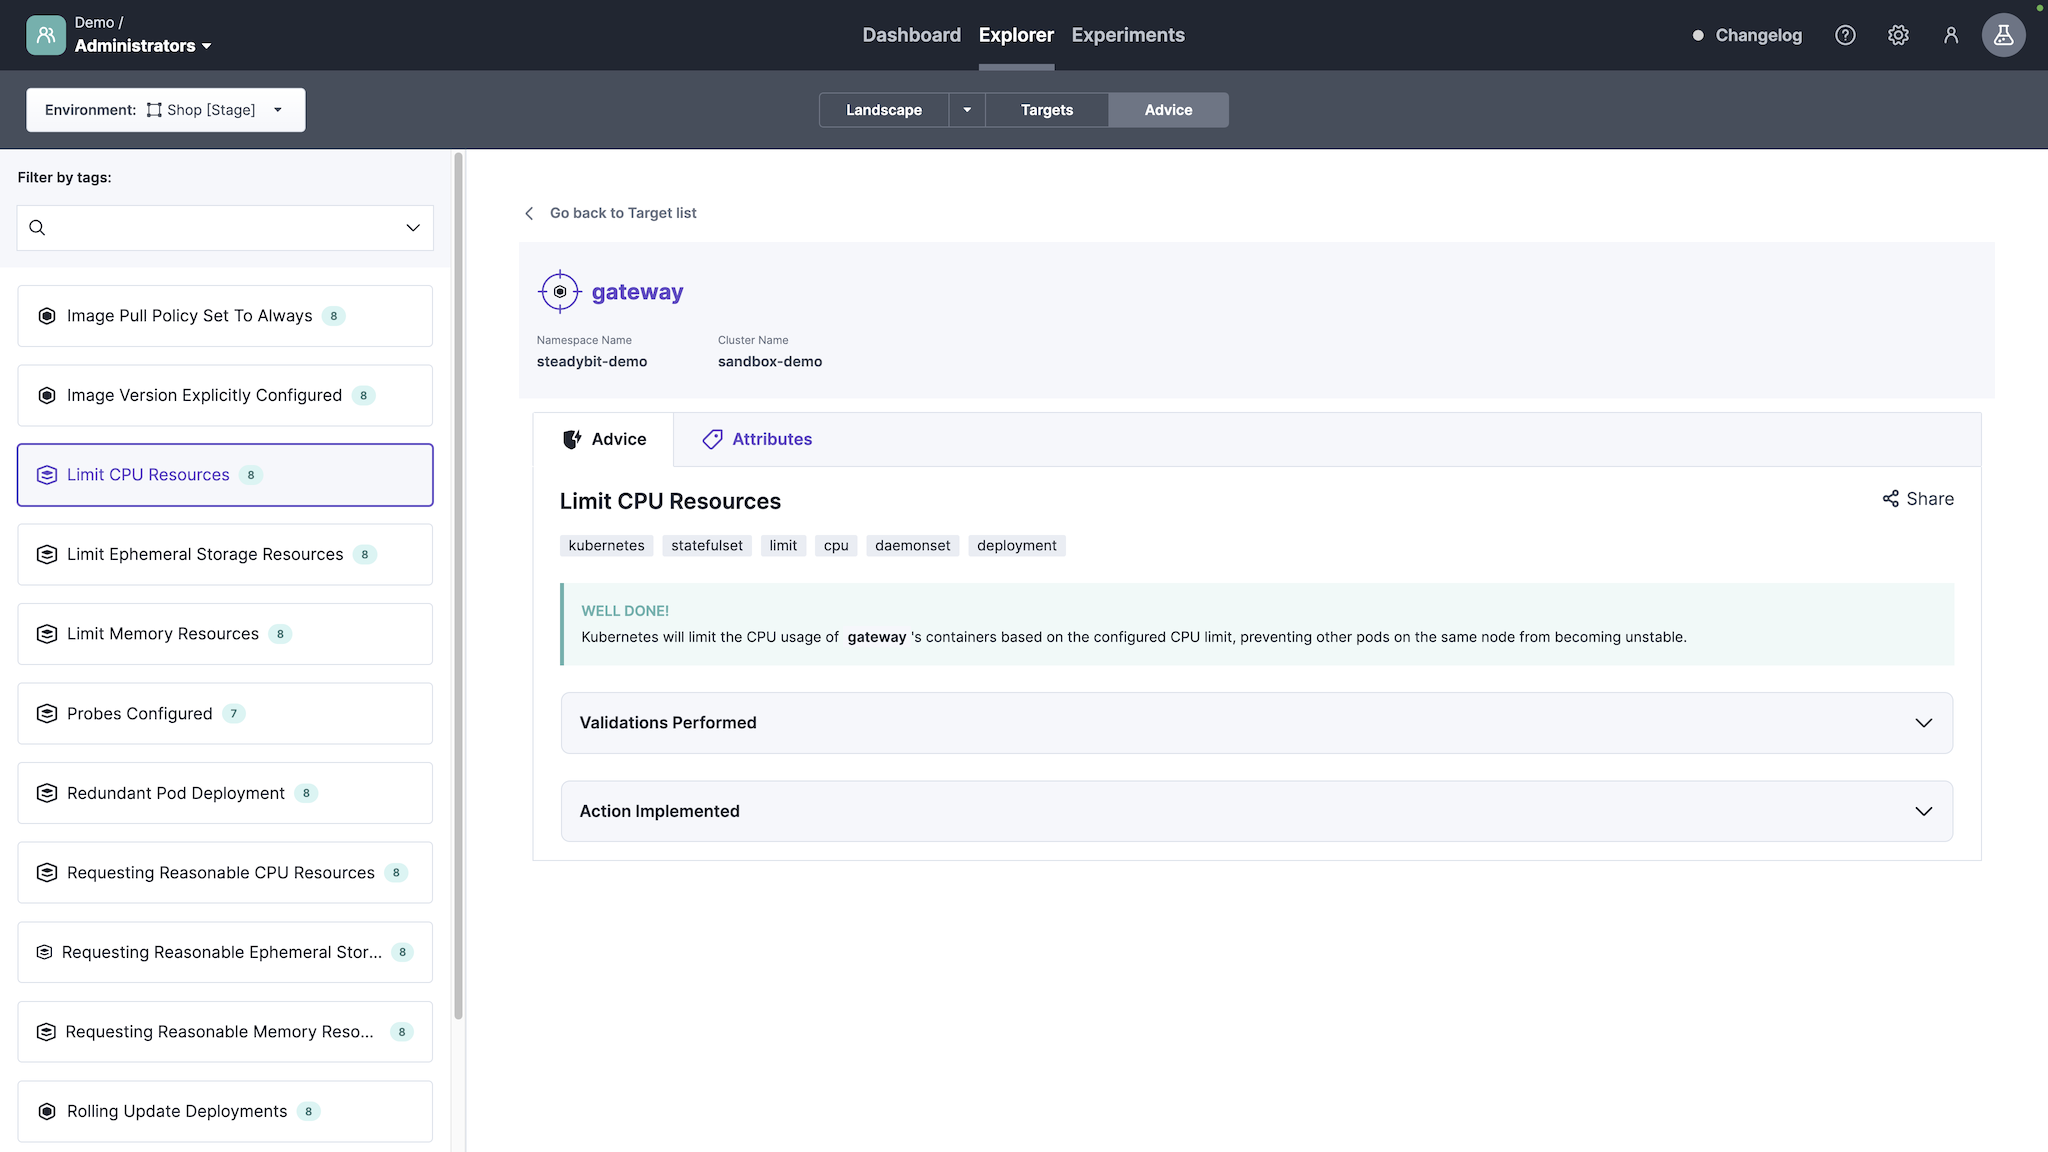 Demo /
Administrators
Dashboard Explorer Experiments
Changelog
Environment: Shop [Stage]
Landscape Targets Advice
Filter by tags:
Image Pull Policy Set To Always 8
Image Version Explicitly Configured 8
Limit CPU Resources 8
Limit Ephemeral Storage Resources 8
Limit Memory Resources 8
Probes Configured 7
Redundant Pod Deployment 8
Requesting Reasonable CPU Resources 8
Requesting Reasonable Ephemeral Stor... 8
Requesting Reasonable Memory Reso... 8
Rolling Update Deployments 8
Go back to Target list
gateway
Namespace Name Cluster Name
steadybit-demo sandbox-demo
Advice Attributes
Limit CPU Resources
Share
kubernetes statefulset limit cpu daemonset deployment
WELL DONE!
Kubernetes will limit the CPU usage of gateway 's containers based on the configured CPU limit, preventing other pods on the same node from becoming unstable.
Validations Performed
Action Implemented